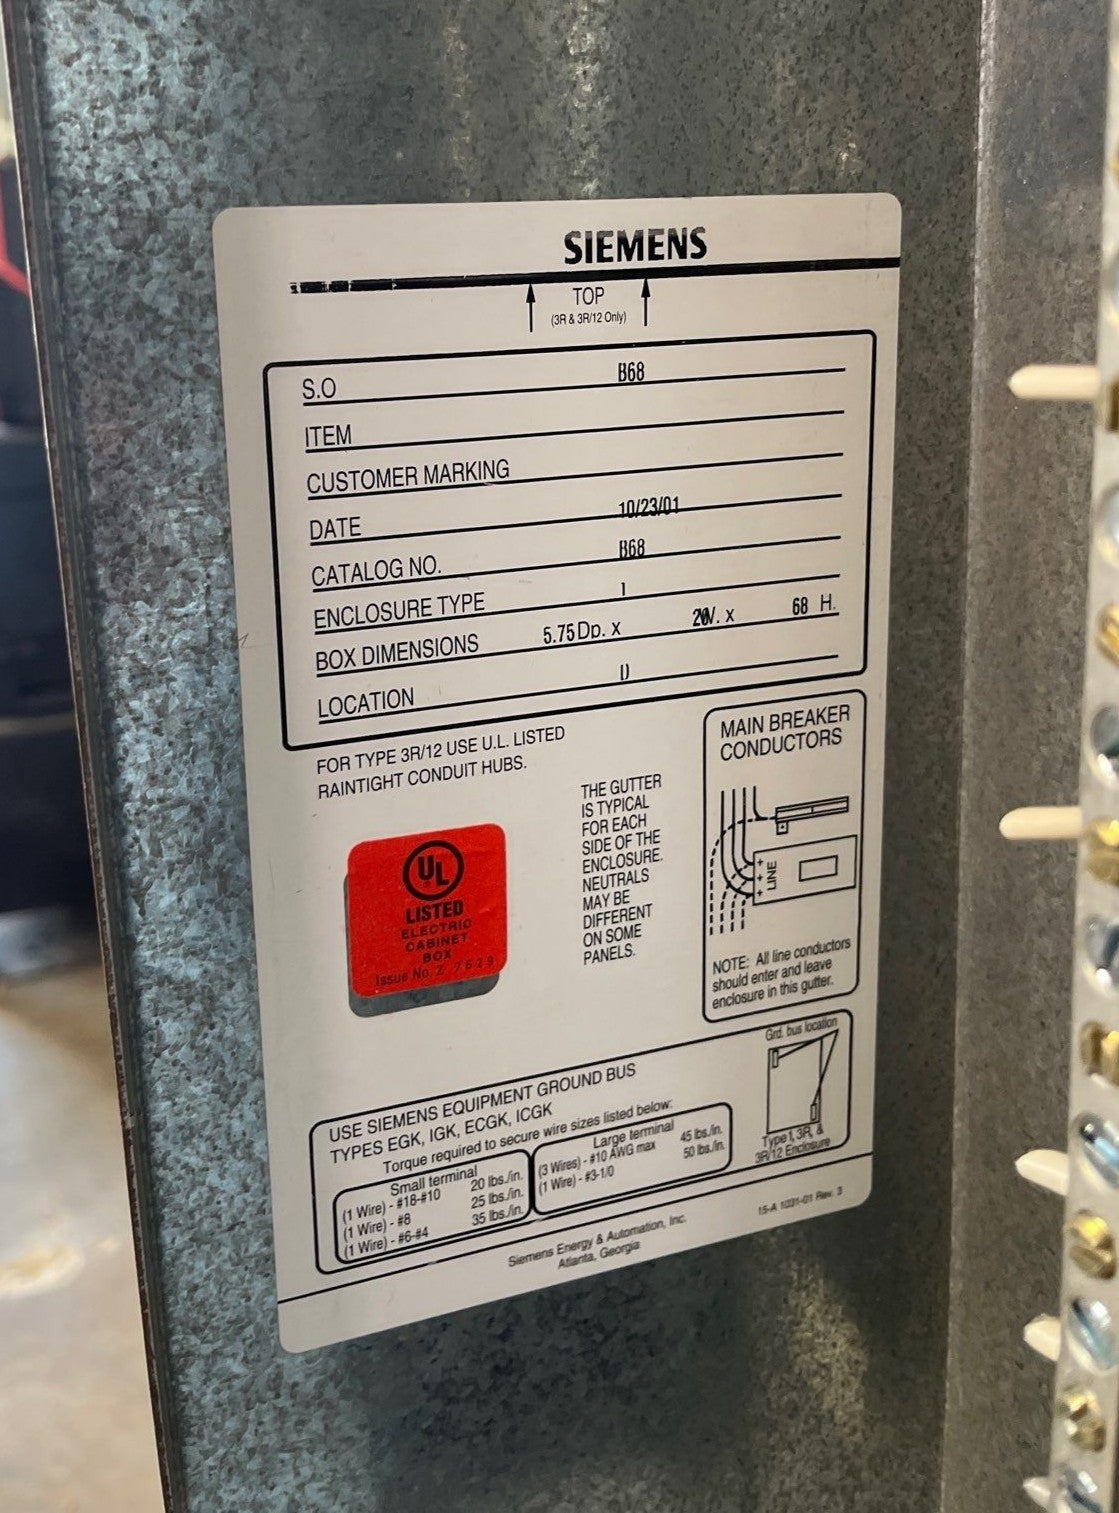 SIEMENS
TOP
(3R & 3R/12 Only)
S.O B68
ITEM
CUSTOMER MARKING
DATE 10/23/01
CATALOG NO. B68
ENCLOSURE TYPE 1
BOX DIMENSIONS 5.75 Dp. x 20W. x 68 H.
LOCATION D
FOR TYPE 3R/12 USE U.L. LISTED
RAINTIGHT CONDUIT HUBS.
UL
LISTED
ELECTRIC
CABINET
BOX
Issue No. Z 7629
THE GUTTER
IS TYPICAL
FOR EACH
SIDE OF THE
ENCLOSURE.
NEUTRALS
MAY BE
DIFFERENT
ON SOME
PANELS.
MAIN BREAKER
CONDUCTORS
LINE
NOTE: All line conductors
should enter and leave
enclosure in this gutter.
USE SIEMENS EQUIPMENT GROUND BUS
TYPES EGK, IGK, ECGK, ICGK
Torque required to secure wire sizes listed below:
Small terminal
(1 Wire) - #18-#10 20 lbs./in.
(1 Wire) - #8 25 lbs./in.
(1 Wire) - #6-#4 35 lbs./in.
Large terminal
(3 Wires) - #10 AWG max 45 lbs./in.
(1 Wire) - #3-1/0 50 lbs./in.
Grd. bus location
Type 1, 3R, &
3R/12 Enclosure
Siemens Energy & Automation, Inc.
Atlanta, Georgia
15-A 1031-01 Rev. 3